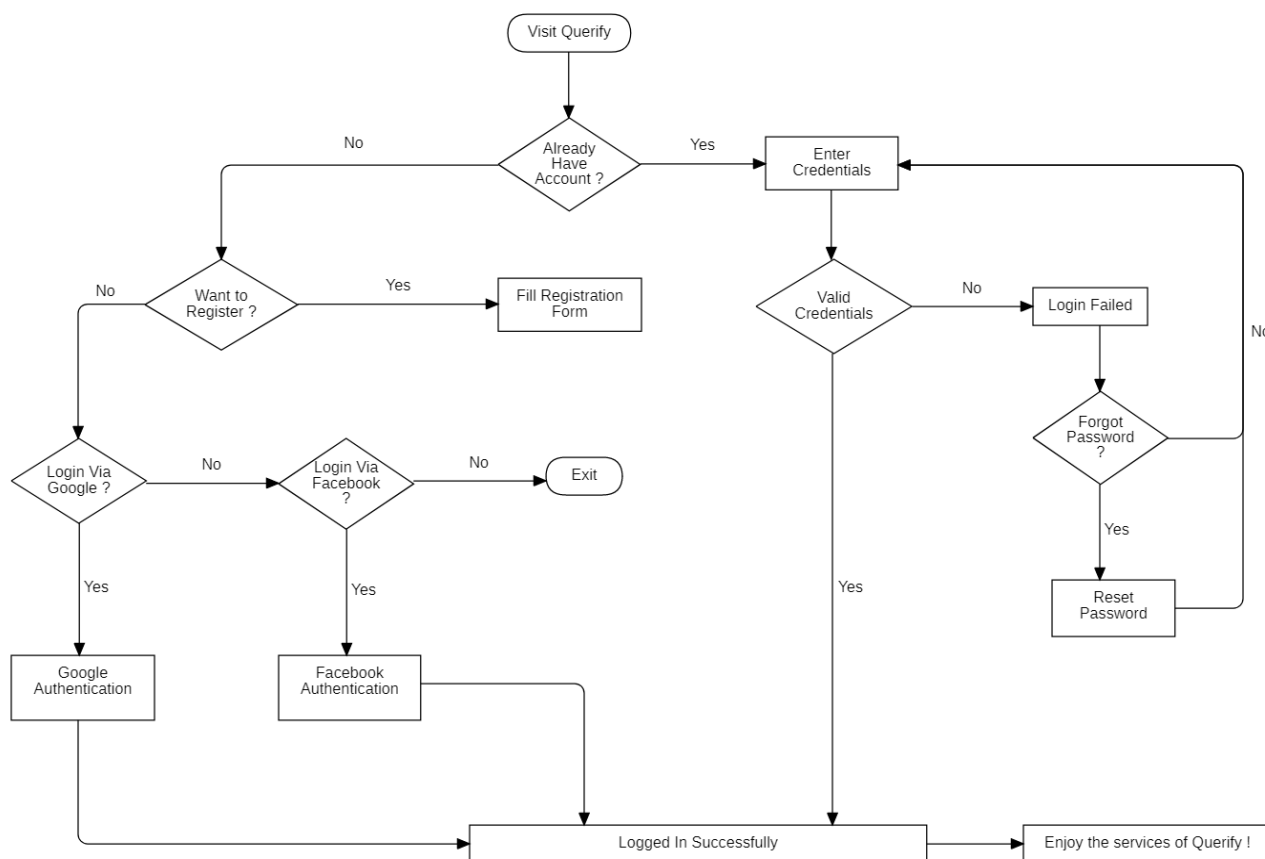 Visit Querify
No
Already
Have
Account ?
Yes
Enter
Credentials
No
Want to
Register ?
Yes
Fill Registration
Form
Valid
Credentials
No
Login Failed
No
Forgot
Password
?
Login Via
Google ?
No
Login Via
Facebook
?
No
Exit
Yes
Yes
Yes
Yes
Reset
Password
Google
Authentication
Facebook
Authentication
Logged In Successfully
Enjoy the services of Querify !